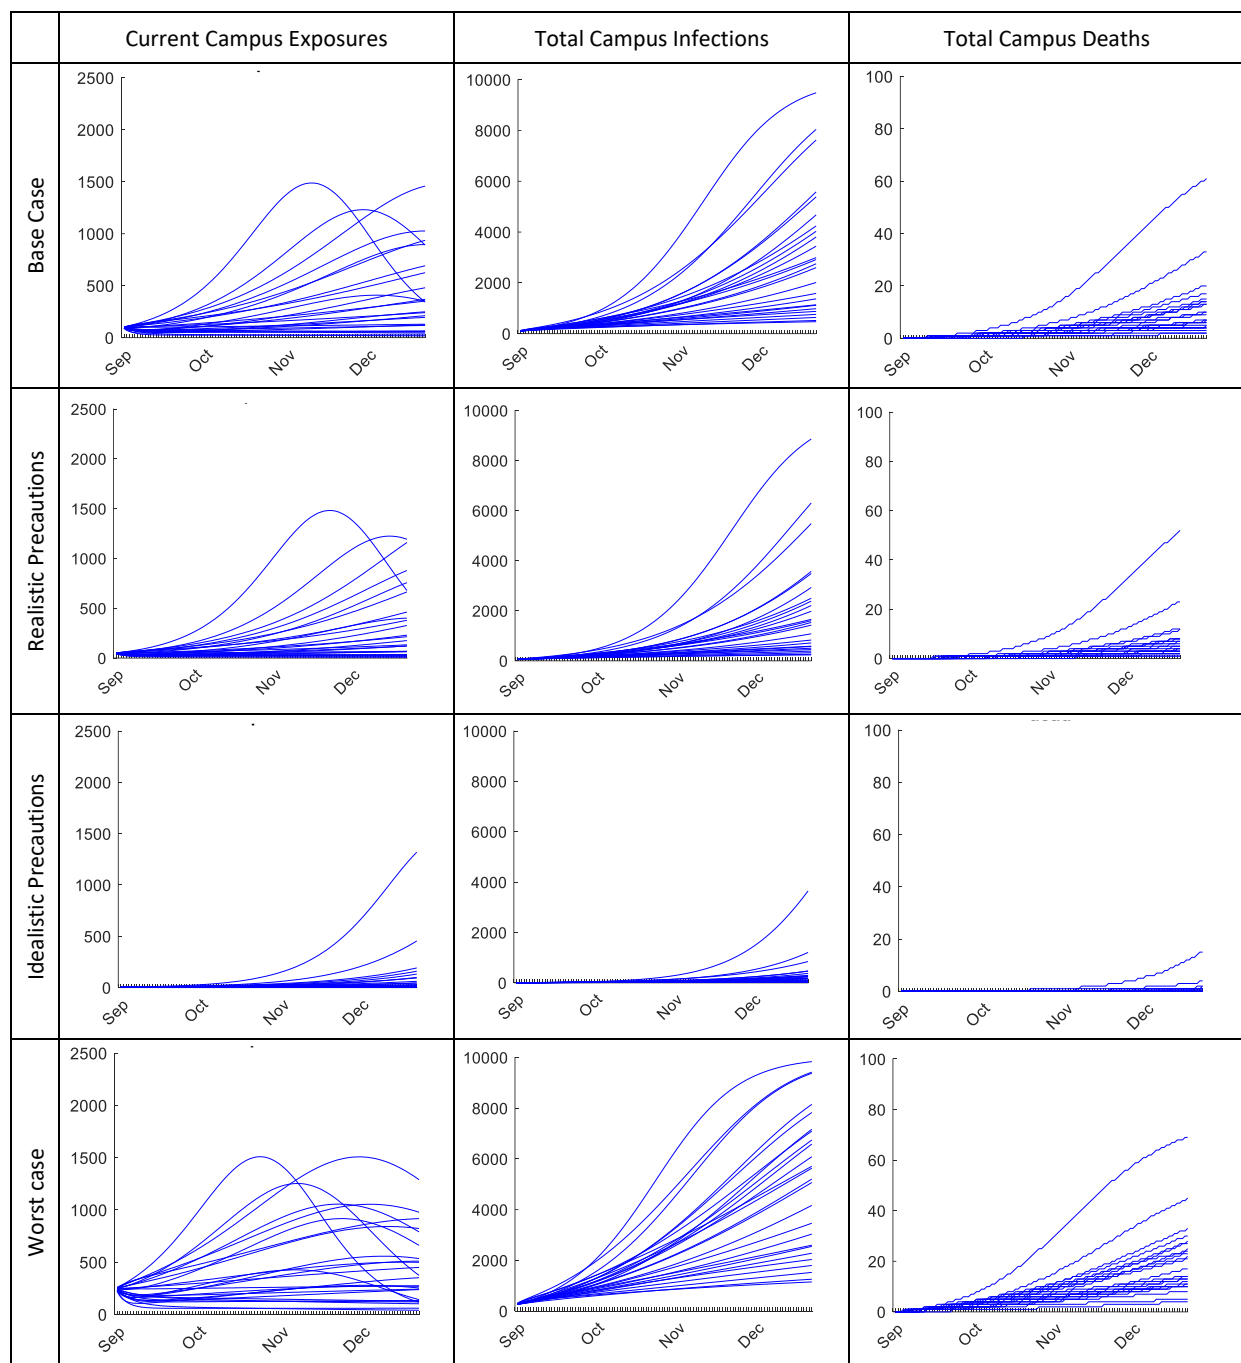 Current Campus Exposures
Total Campus Infections
Total Campus Deaths
Base Case
2500
2000
1500
1000
500
0
Sep
Oct
Nov
Dec
10000
8000
6000
4000
2000
0
Sep
Oct
Nov
Dec
100
80
60
40
20
0
Sep
Oct
Nov
Dec
Realistic Precautions
2500
2000
1500
1000
500
0
Sep
Oct
Nov
Dec
10000
8000
6000
4000
2000
0
Sep
Oct
Nov
Dec
100
80
60
40
20
0
Sep
Oct
Nov
Dec
Idealistic Precautions
2500
2000
1500
1000
500
0
Sep
Oct
Nov
Dec
10000
8000
6000
4000
2000
0
Sep
Oct
Nov
Dec
100
80
60
40
20
0
Sep
Oct
Nov
Dec
Worst case
2500
2000
1500
1000
500
0
Sep
Oct
Nov
Dec
10000
8000
6000
4000
2000
0
Sep
Oct
Nov
Dec
100
80
60
40
20
0
Sep
Oct
Nov
Dec